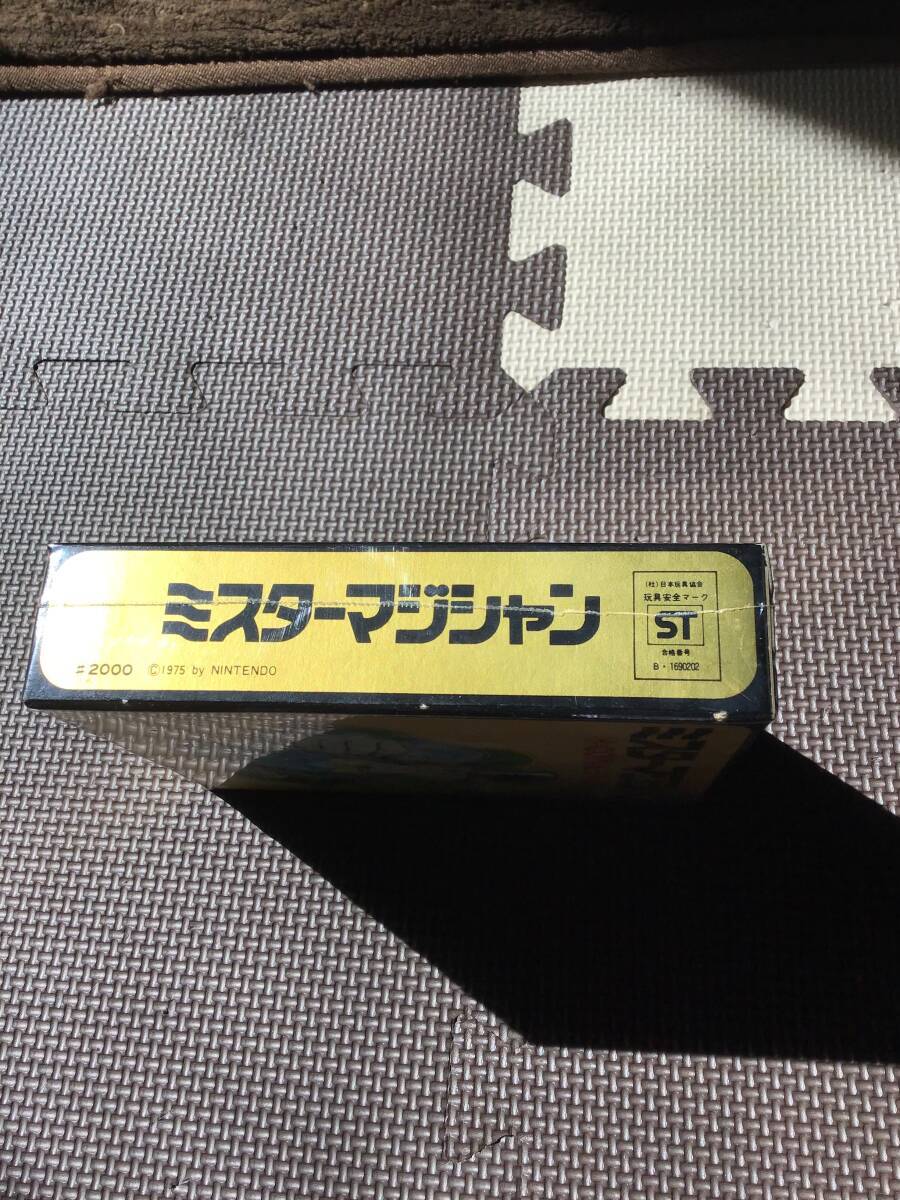 ミスターマジシャン
#2000 ©1975 by NINTENDO
(社)日本玩具協会
玩具安全マーク
ST
合格番号
B・1690202